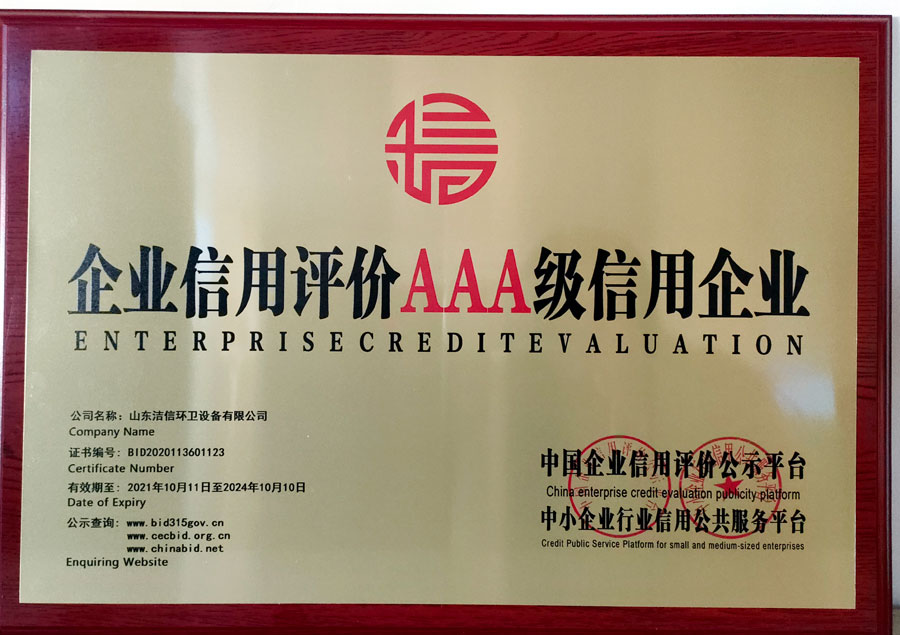 企业信用评价AAA级信用企业
ENTERPRISECREDITEVALUATION
公司名称：山东洁信环卫设备有限公司
Company Name
证书编号：BID2020113601123
Certificate Number
有效期至：2021年10月11日至2024年10月10日
Date of Expiry
公示查询：www.bid315gov.cn
www.cecbid.org.cn
www.chinabid.net
Enquiring Website
中国企业信用评价公示平台
China enterprise credit evaluation publicity platform
中小企业行业信用公共服务平台
Credit Public Service Platform for small and medium-sized enterprises